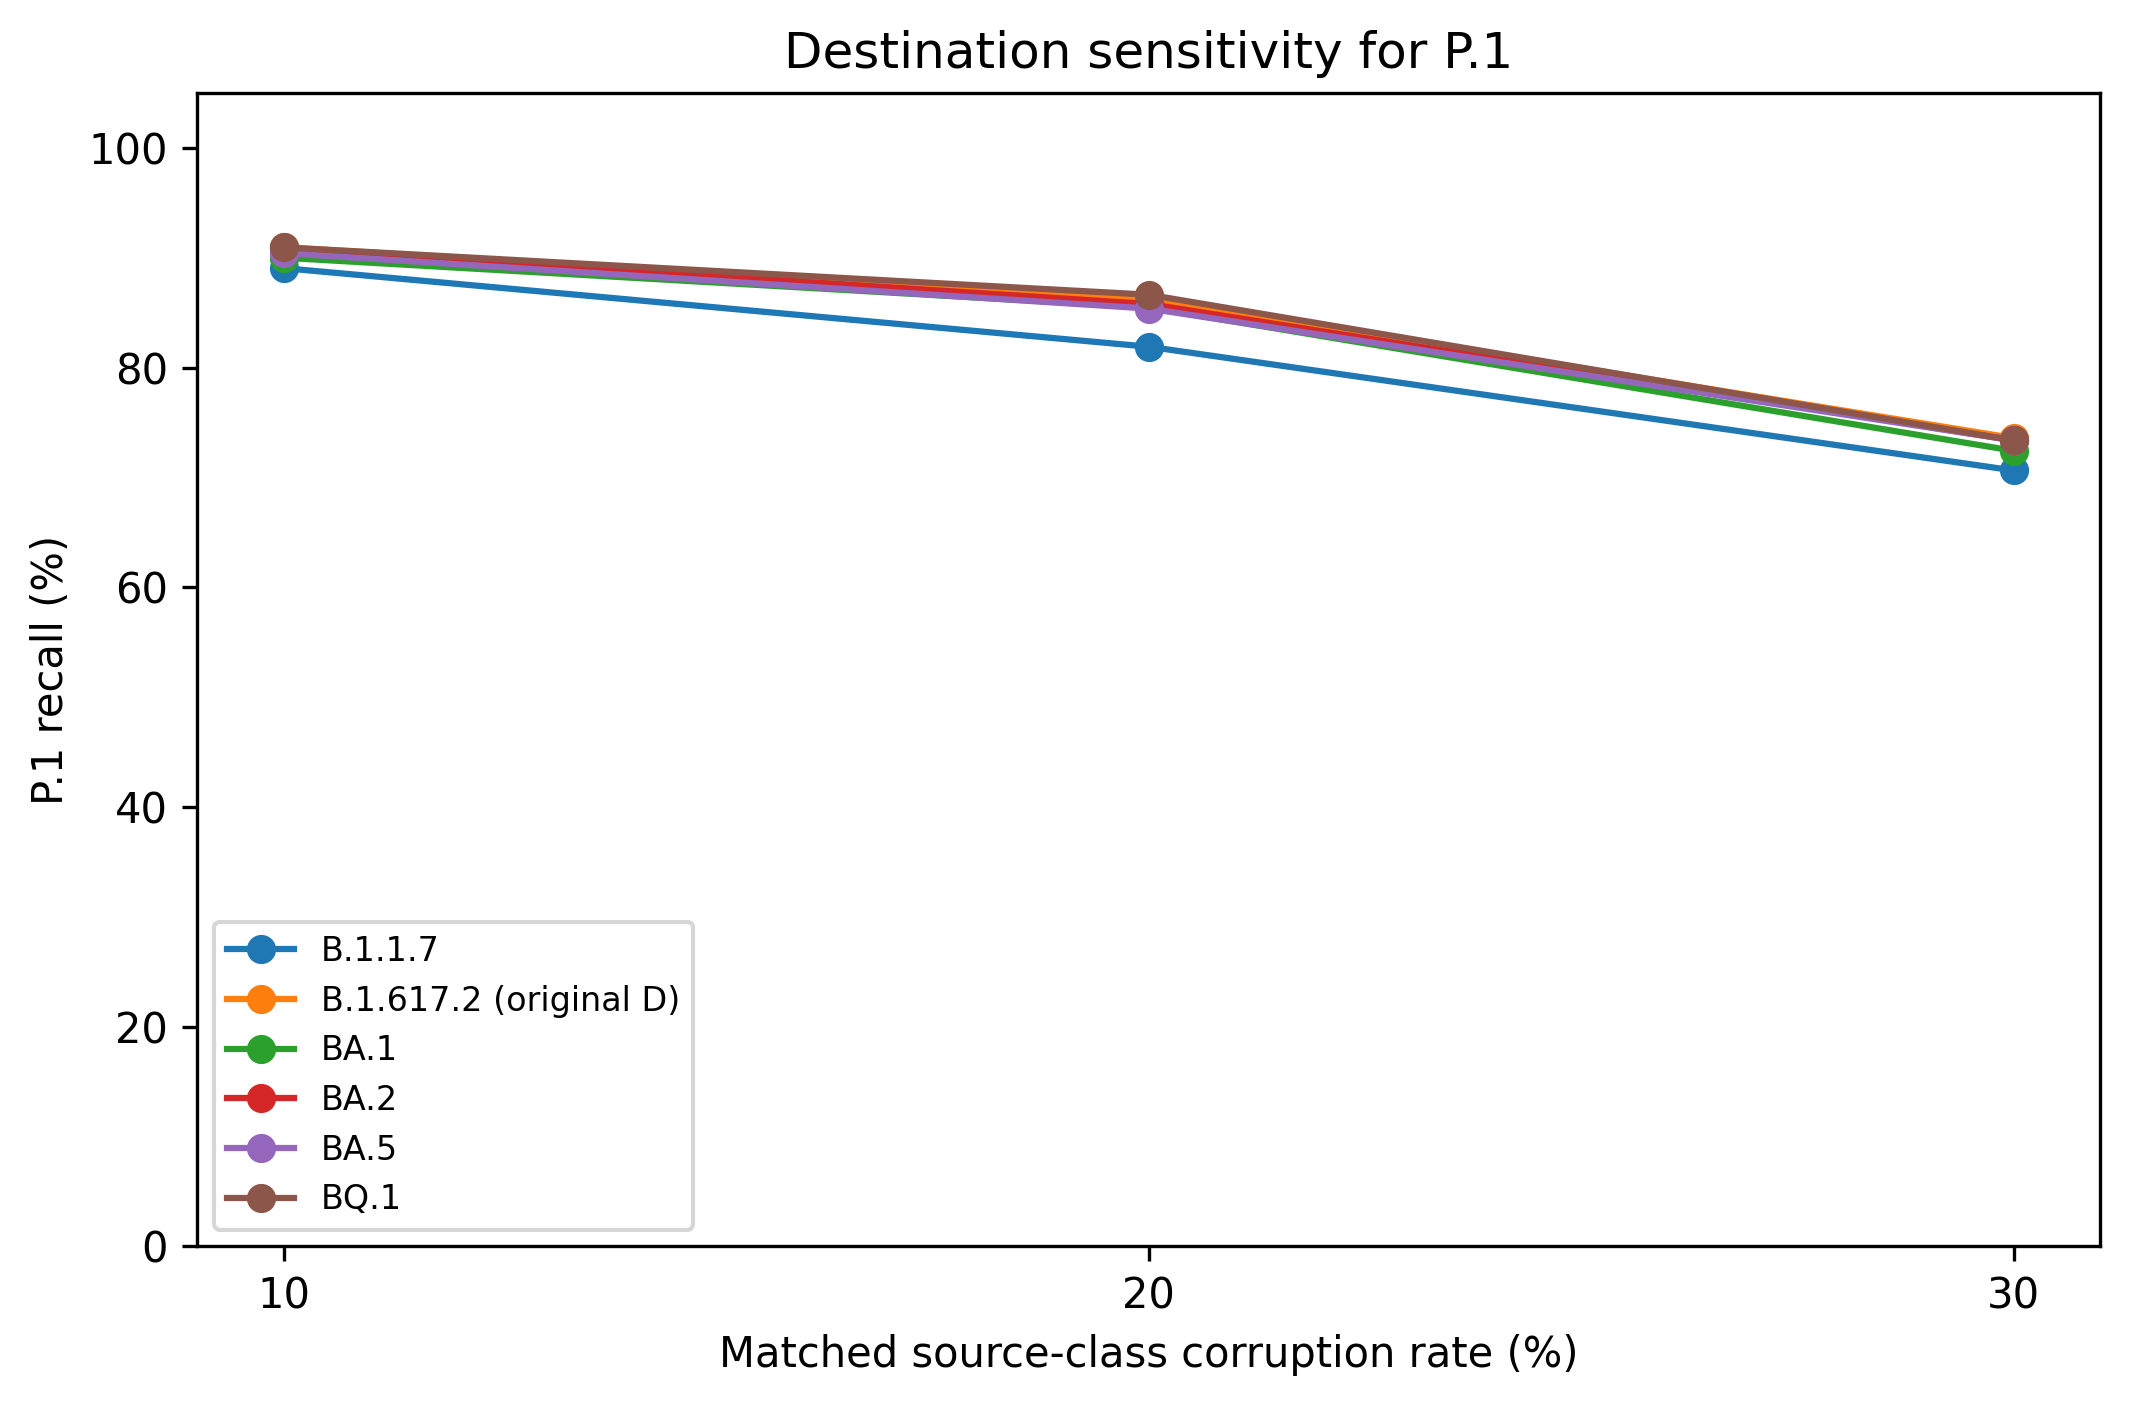 Destination sensitivity for P.1
P.1 recall (%)
100
80
60
40
20
0
B.1.1.7
B.1.617.2 (original D)
BA.1
BA.2
BA.5
BQ.1
10
20
30
Matched source-class corruption rate (%)